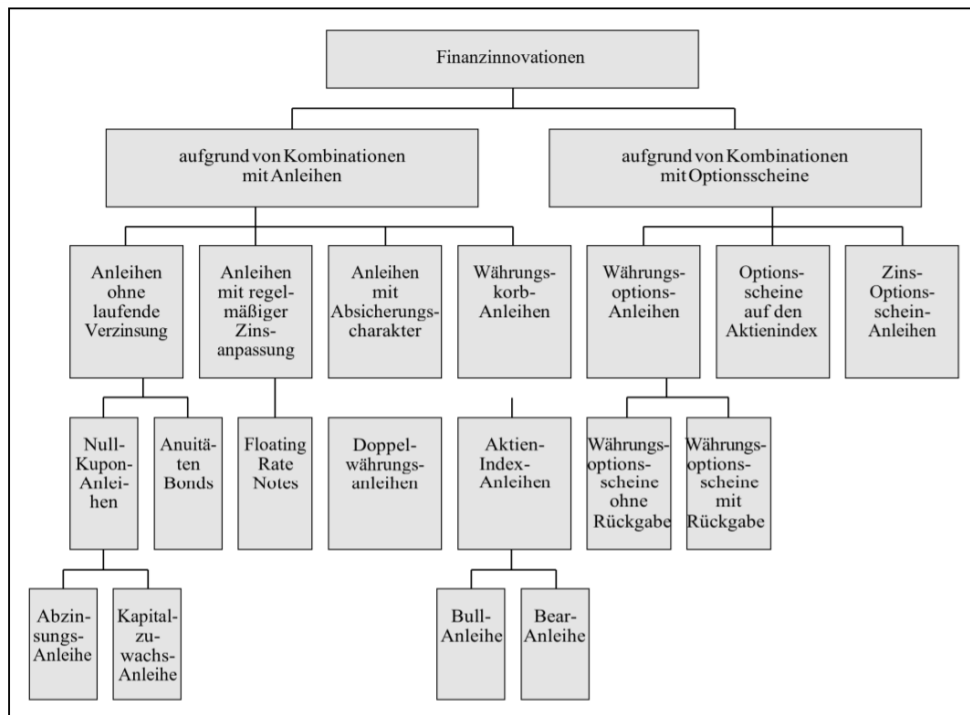 Finanzinnovationen
aufgrund von Kombinationen
mit Anleihen
aufgrund von Kombinationen
mit Optionsscheine
Anleihen
ohne
laufende
Verzinsung
Anleihen
mit regel-
mäßiger
Zins-
anpassung
Anleihen
mit
Absicherungs-
charakter
Währungs-
korb-
Anleihen
Währungs-
options-
Anleihen
Options-
scheine
auf den
Aktienindex
Zins-
Options-
schein-
Anleihen
Null-
Kupon-
Anlei-
hen
Anuitä-
ten
Bonds
Floating
Rate
Notes
Doppel-
währungs-
anleihen
Aktien-
Index-
Anleihen
Währungs-
options-
scheine
ohne
Rückgabe
Währungs-
options-
scheine
mit
Rückgabe
Abzin-
sungs-
Anleihe
Kapital-
zu-
wachs-
Anleihe
Bull-
Anleihe
Bear-
Anleihe